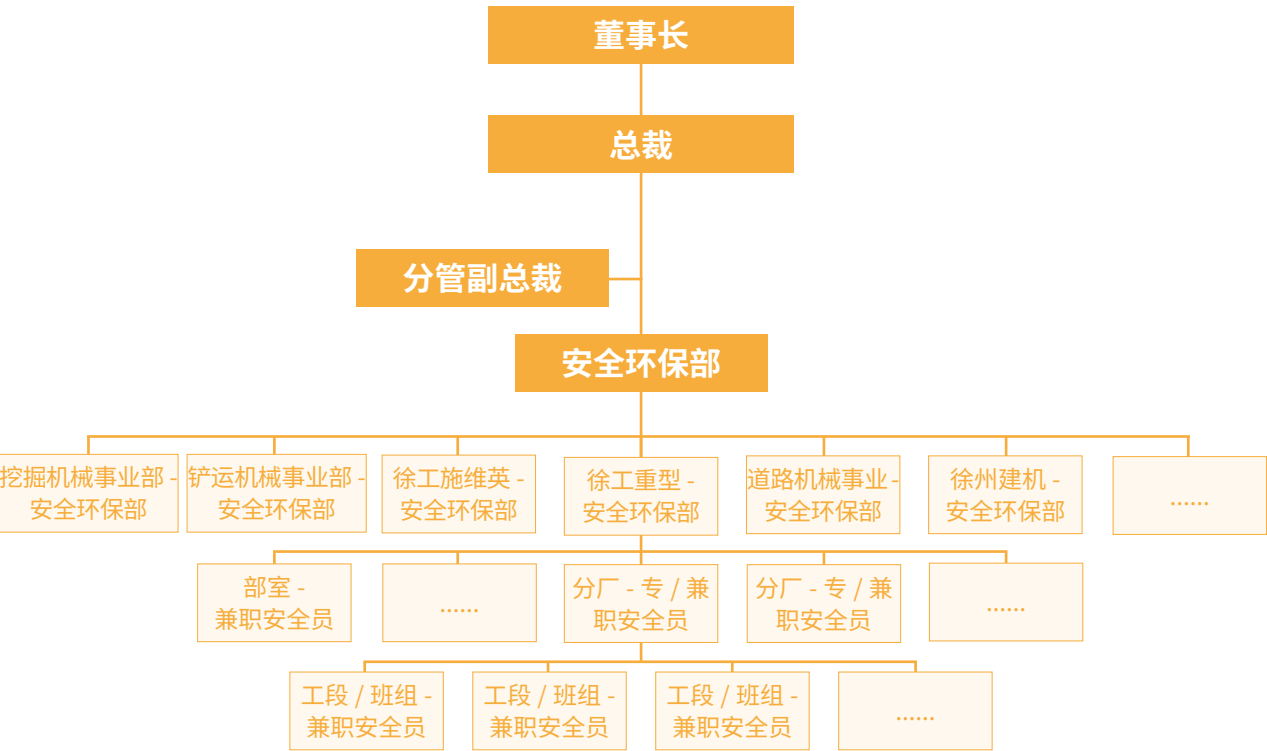 董事长
总裁
分管副总裁
安全环保部
挖掘机械事业部 -
安全环保部
铲运机械事业部 -
安全环保部
徐工施维英 -
安全环保部
徐工重型 -
安全环保部
道路机械事业 -
安全环保部
徐州建机 -
安全环保部
......
部室 -
兼职安全员
......
分厂 - 专 / 兼
职安全员
分厂 - 专 / 兼
职安全员
......
工段 / 班组 -
兼职安全员
工段 / 班组 -
兼职安全员
工段 / 班组 -
兼职安全员
......